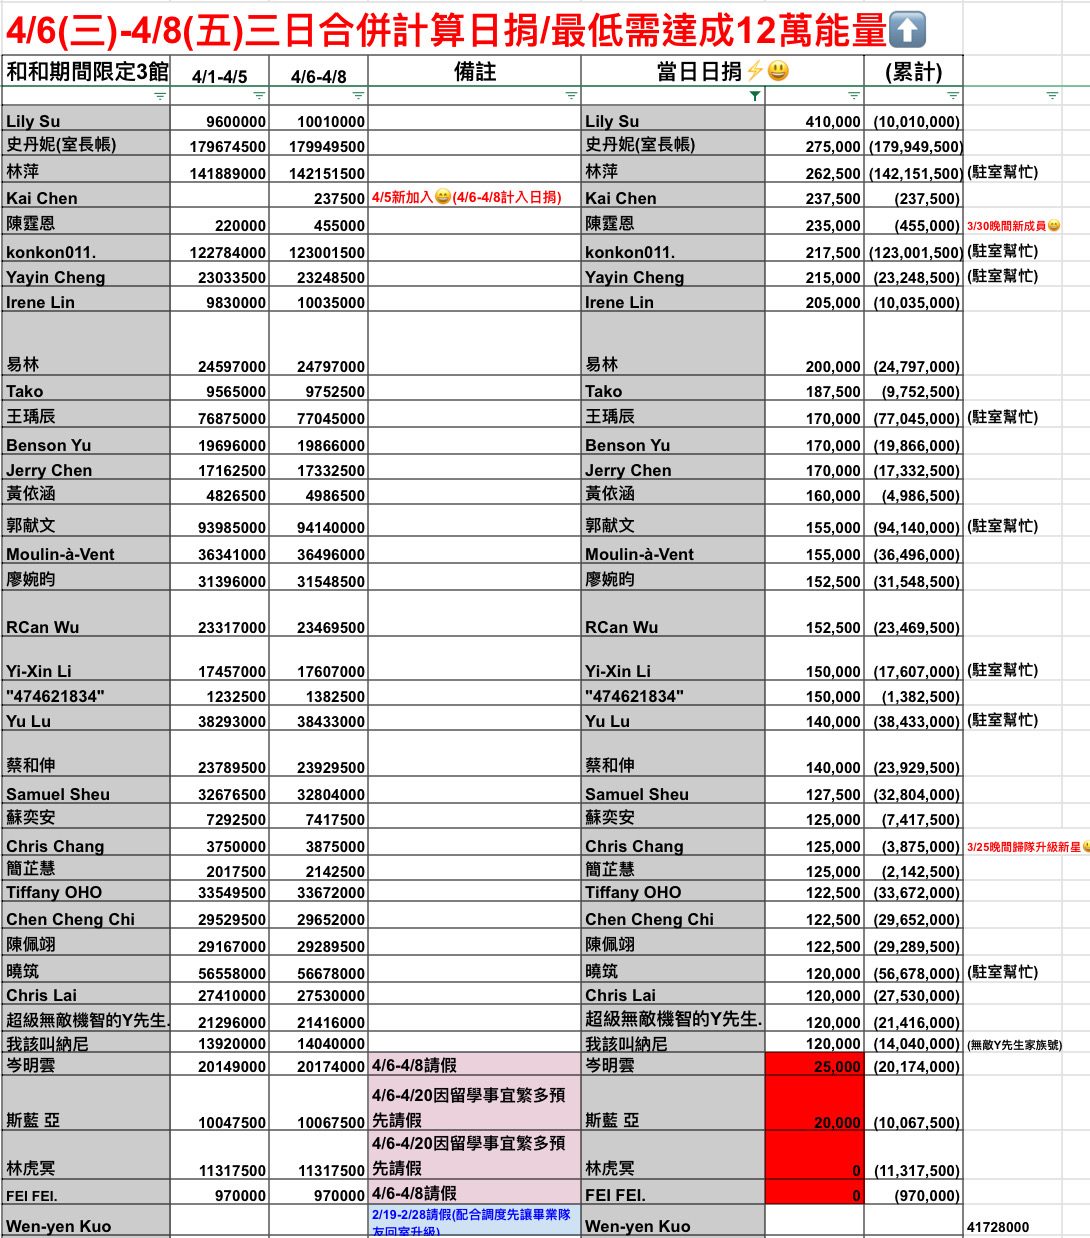 4/6(三)-4/8(五)三日合併計算日捐/最低需達成12萬能量⬆️
和和期間限定3館 4/1-4/5 4/6-4/8 備註 當日日捐⚡😃 (累計)
Lily Su 9600000 10010000 Lily Su 410,000 (10,010,000)
史丹妮(室長帳) 179674500 179949500 史丹妮(室長帳) 275,000 (179,949,500)
林萍 141889000 142151500 林萍 262,500 (142,151,500) (駐室幫忙)
Kai Chen 237500 4/5新加入😄(4/6-4/8計入日捐) Kai Chen 237,500 (237,500)
陳霆恩 220000 455000 陳霆恩 235,000 (455,000) 3/30晚間新成員😄
konkon011. 122784000 123001500 konkon011. 217,500 (123,001,500) (駐室幫忙)
Yayin Cheng 23033500 23248500 Yayin Cheng 215,000 (23,248,500) (駐室幫忙)
Irene Lin 9830000 10035000 Irene Lin 205,000 (10,035,000)
易林 24597000 24797000 易林 200,000 (24,797,000)
Tako 9565000 9752500 Tako 187,500 (9,752,500)
王瑀辰 76875000 77045000 王瑀辰 170,000 (77,045,000) (駐室幫忙)
Benson Yu 19696000 19866000 Benson Yu 170,000 (19,866,000)
Jerry Chen 17162500 17332500 Jerry Chen 170,000 (17,332,500)
黃依涵 4826500 4986500 黃依涵 160,000 (4,986,500)
郭献文 93985000 94140000 郭献文 155,000 (94,140,000) (駐室幫忙)
Moulin-à-Vent 36341000 36496000 Moulin-à-Vent 155,000 (36,496,000)
廖婉昀 31396000 31548500 廖婉昀 152,500 (31,548,500)
RCan Wu 23317000 23469500 RCan Wu 152,500 (23,469,500)
Yi-Xin Li 17457000 17607000 Yi-Xin Li 150,000 (17,607,000) (駐室幫忙)
"474621834" 1232500 1382500 "474621834" 150,000 (1,382,500)
Yu Lu 38293000 38433000 Yu Lu 140,000 (38,433,000) (駐室幫忙)
蔡和伸 23789500 23929500 蔡和伸 140,000 (23,929,500)
Samuel Sheu 32676500 32804000 Samuel Sheu 127,500 (32,804,000)
蘇奕安 7292500 7417500 蘇奕安 125,000 (7,417,500)
Chris Chang 3750000 3875000 Chris Chang 125,000 (3,875,000) 3/25晚間歸隊升級新星😄
簡芷慧 2017500 2142500 簡芷慧 125,000 (2,142,500)
Tiffany OHO 33549500 33672000 Tiffany OHO 122,500 (33,672,000)
Chen Cheng Chi 29529500 29652000 Chen Cheng Chi 122,500 (29,652,000)
陳佩翊 29167000 29289500 陳佩翊 122,500 (29,289,500)
曉筑 56558000 56678000 曉筑 120,000 (56,678,000) (駐室幫忙)
Chris Lai 27410000 27530000 Chris Lai 120,000 (27,530,000)
超級無敵機智的Y先生. 21296000 21416000 超級無敵機智的Y先生. 120,000 (21,416,000)
我該叫納尼 13920000 14040000 我該叫納尼 120,000 (14,040,000) (無敵Y先生家族號)
岑明雲 20149000 20174000 4/6-4/8請假 岑明雲 25,000 (20,174,000)
4/6-4/20因留學事宜繁多預
斯藍 亞 10047500 10067500 先請假 斯藍 亞 20,000 (10,067,500)
4/6-4/20因留學事宜繁多預
林虎冥 11317500 11317500 先請假 林虎冥 0 (11,317,500)
FEI FEI. 970000 970000 4/6-4/8請假 FEI FEI. 0 (970,000)
2/19-2/28請假(配合調度先讓畢業隊
Wen-yen Kuo 友回室升級) Wen-yen Kuo 41728000